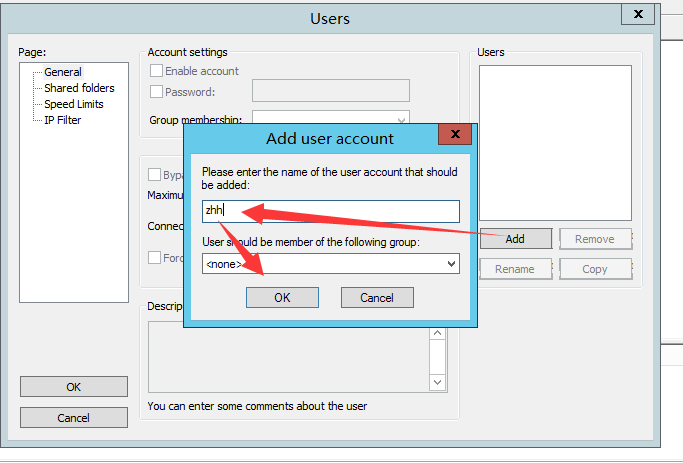 Users
x
Page:
General
Shared folders
Speed Limits
IP Filter
Account settings
Enable account
Password:
Group membership:
Users
Add user account
x
Please enter the name of the user account that should
be added:
zhh
User should be member of the following group:
<none>
OK
Cancel
Add
Remove
Rename
Copy
Maximu
Connec
You can enter some comments about the user
OK
Cancel